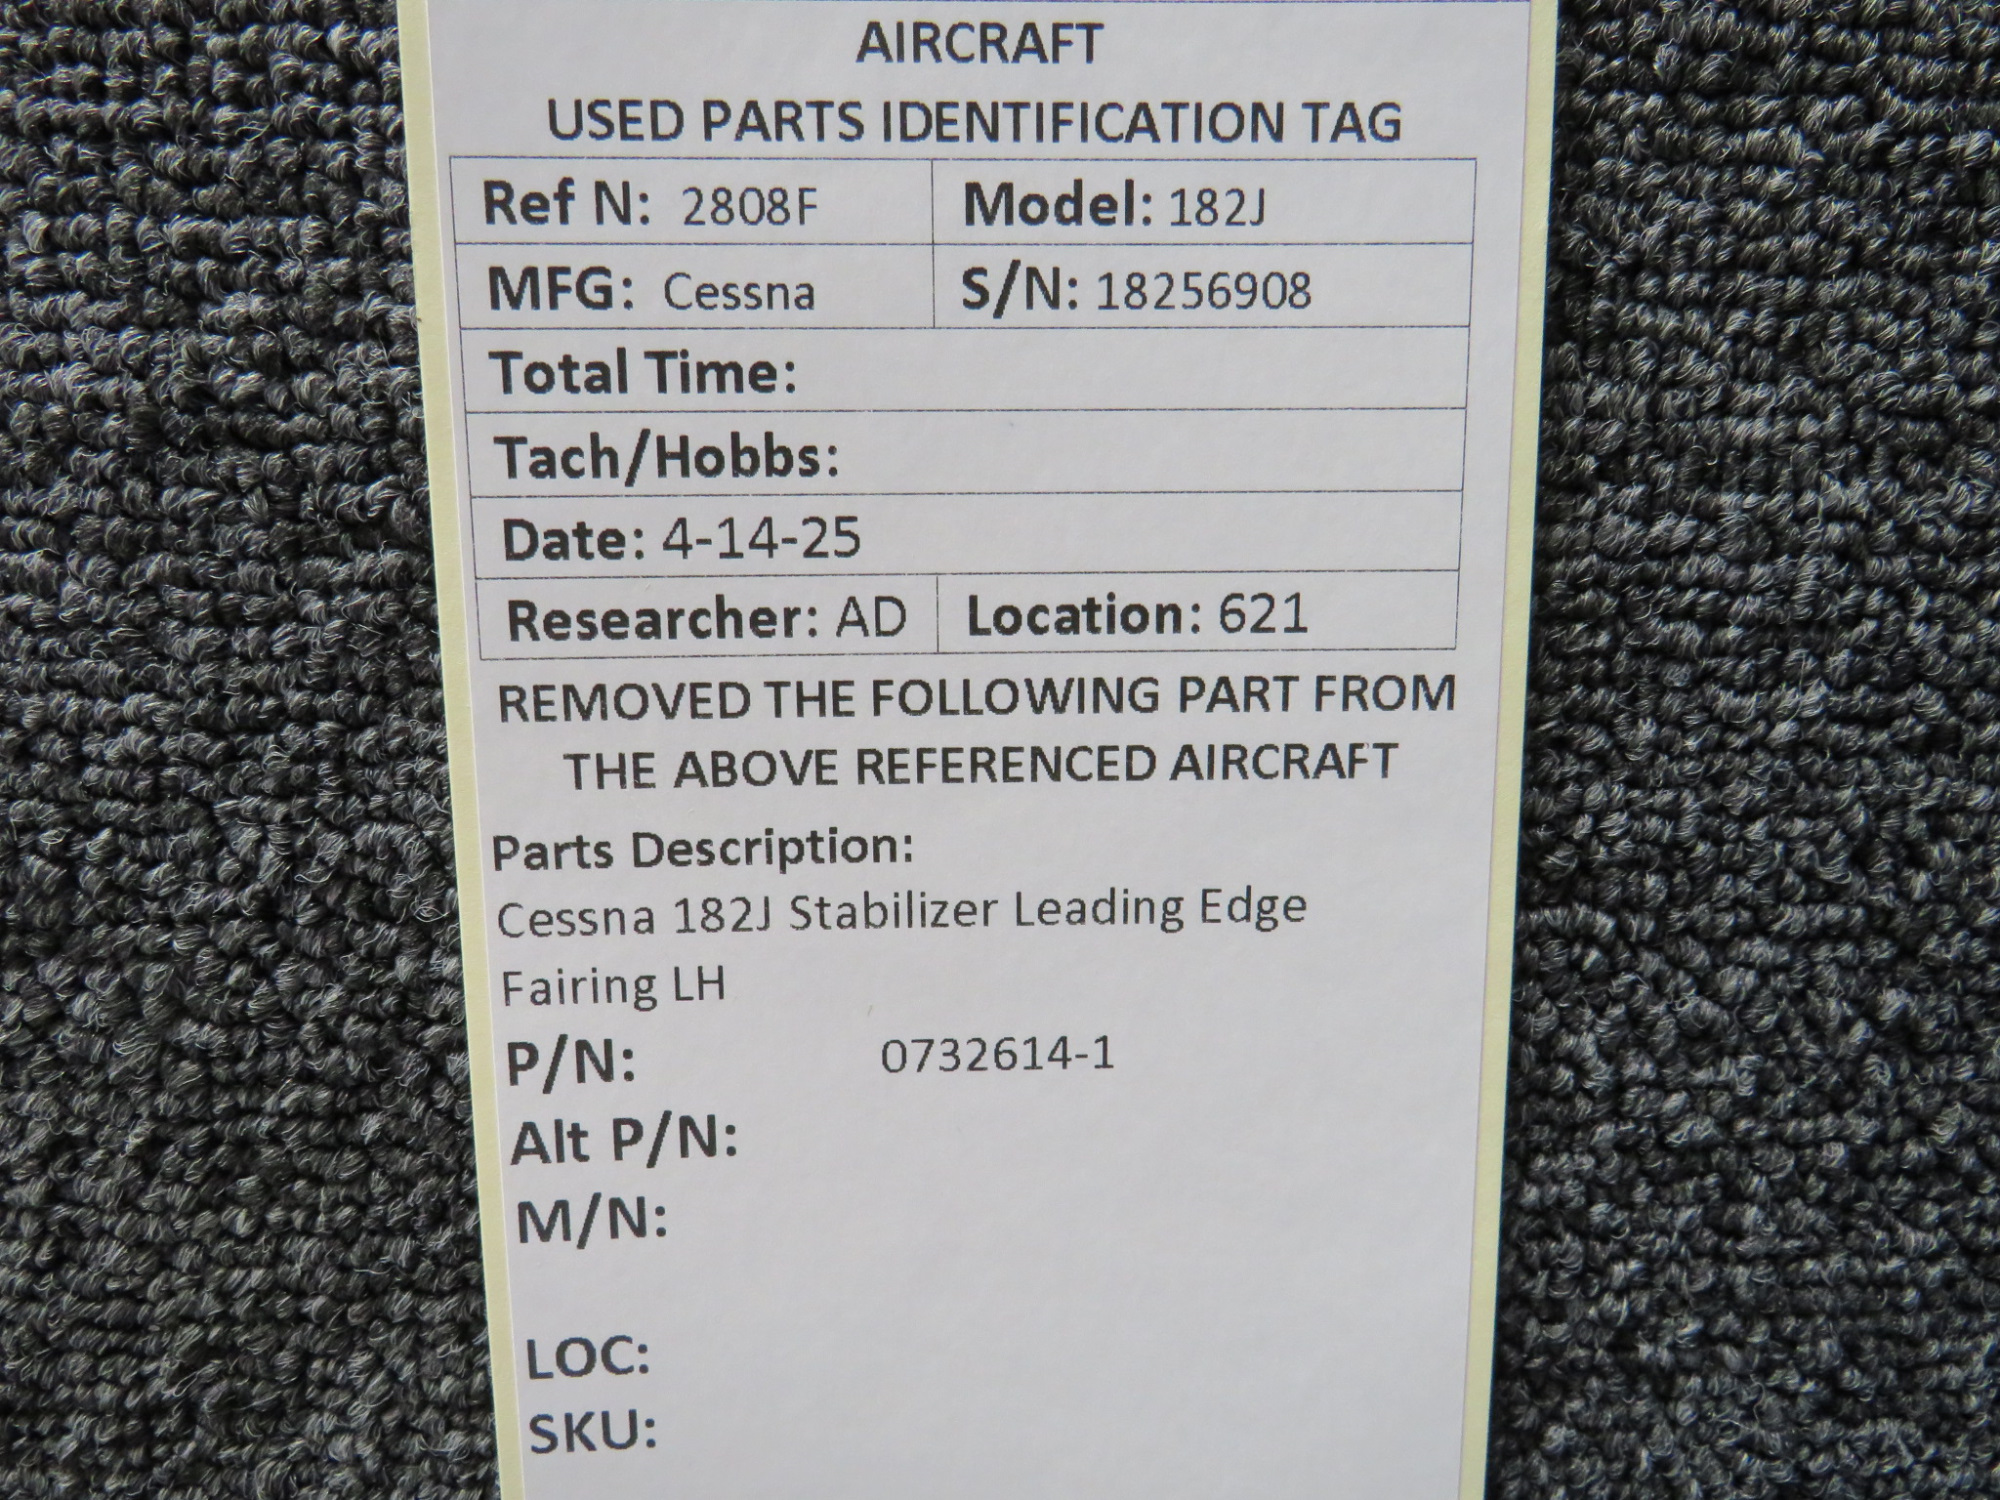 AIRCRAFT
USED PARTS IDENTIFICATION TAG
Ref N: 2808F Model: 182J
MFG: Cessna S/N: 18256908
Total Time:
Tach/Hobbs:
Date: 4-14-25
Researcher: AD Location: 621
REMOVED THE FOLLOWING PART FROM
THE ABOVE REFERENCED AIRCRAFT
Parts Description:
Cessna 182J Stabilizer Leading Edge
Fairing LH
P/N: 0732614-1
Alt P/N:
M/N:
LOC:
SKU: